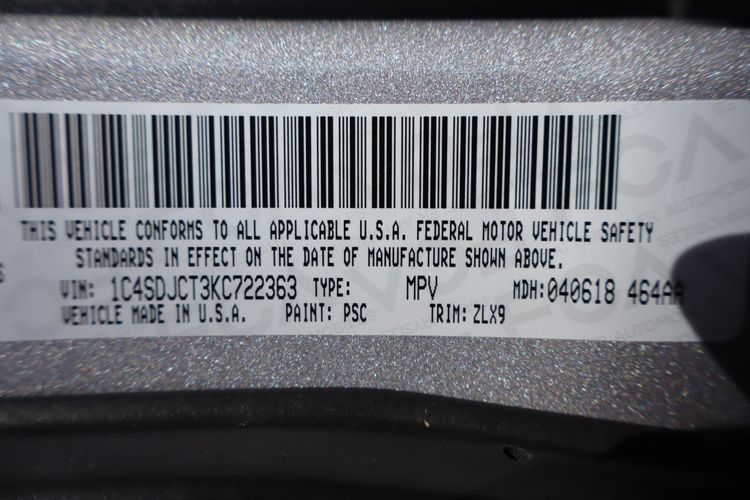 THIS VEHICLE CONFORMS TO ALL APPLICABLE U.S.A. FEDERAL MOTOR VEHICLE SAFETY
STANDARDS IN EFFECT ON THE DATE OF MANUFACTURE SHOWN ABOVE.
VIN: 1C4SDJCT3KC722363 TYPE: MPV MDH:040618 464AA
VEHICLE MADE IN U.S.A. PAINT: PSC TRIM: ZLX9